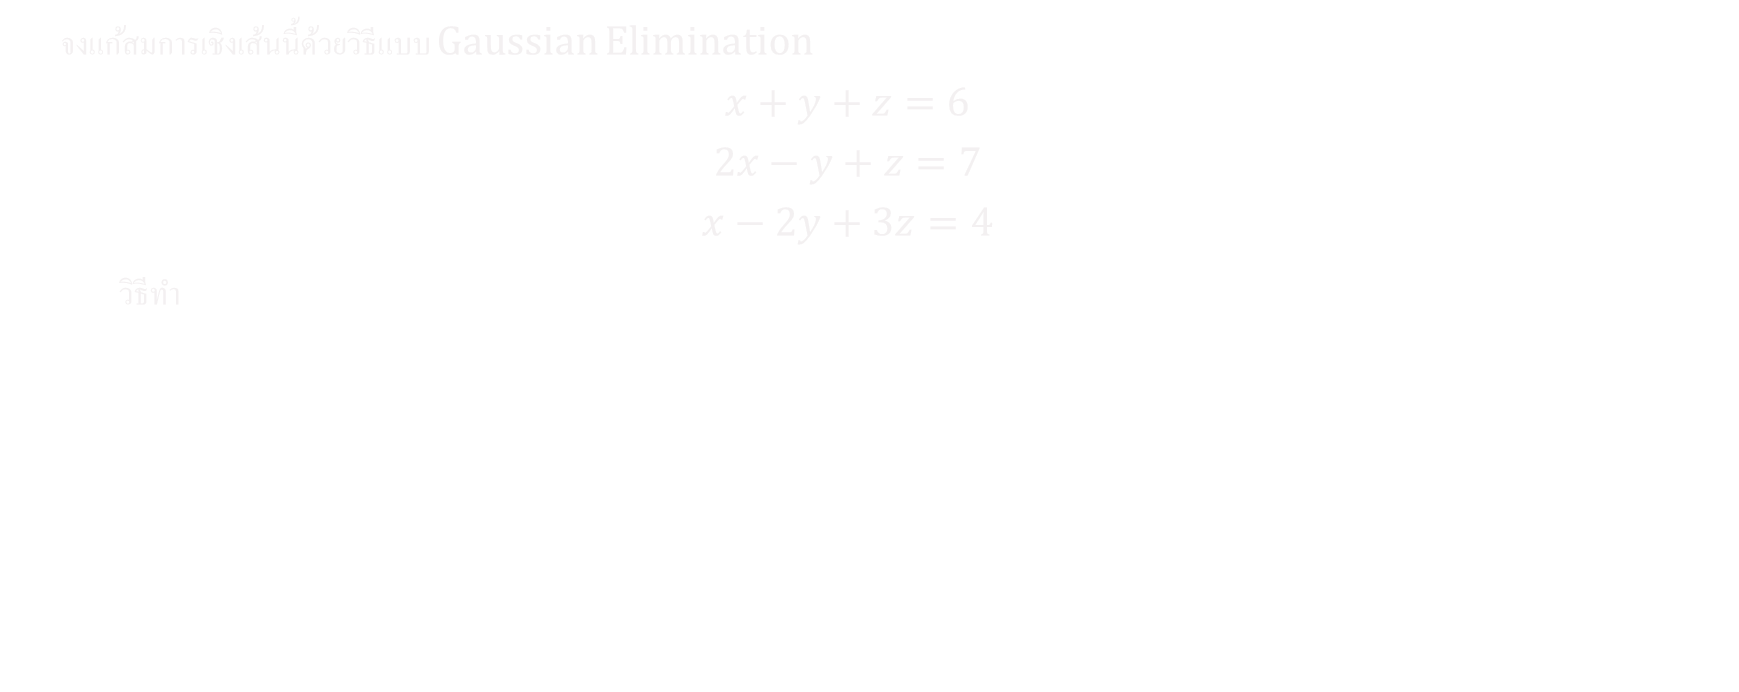 จงแก้สมการเชิงเส้นนี้ด้วยวิธีแบบ Gaussian Elimination
x + y + z = 6
2x − y + z = 7
x − 2y + 3z = 4
วิธีทำ